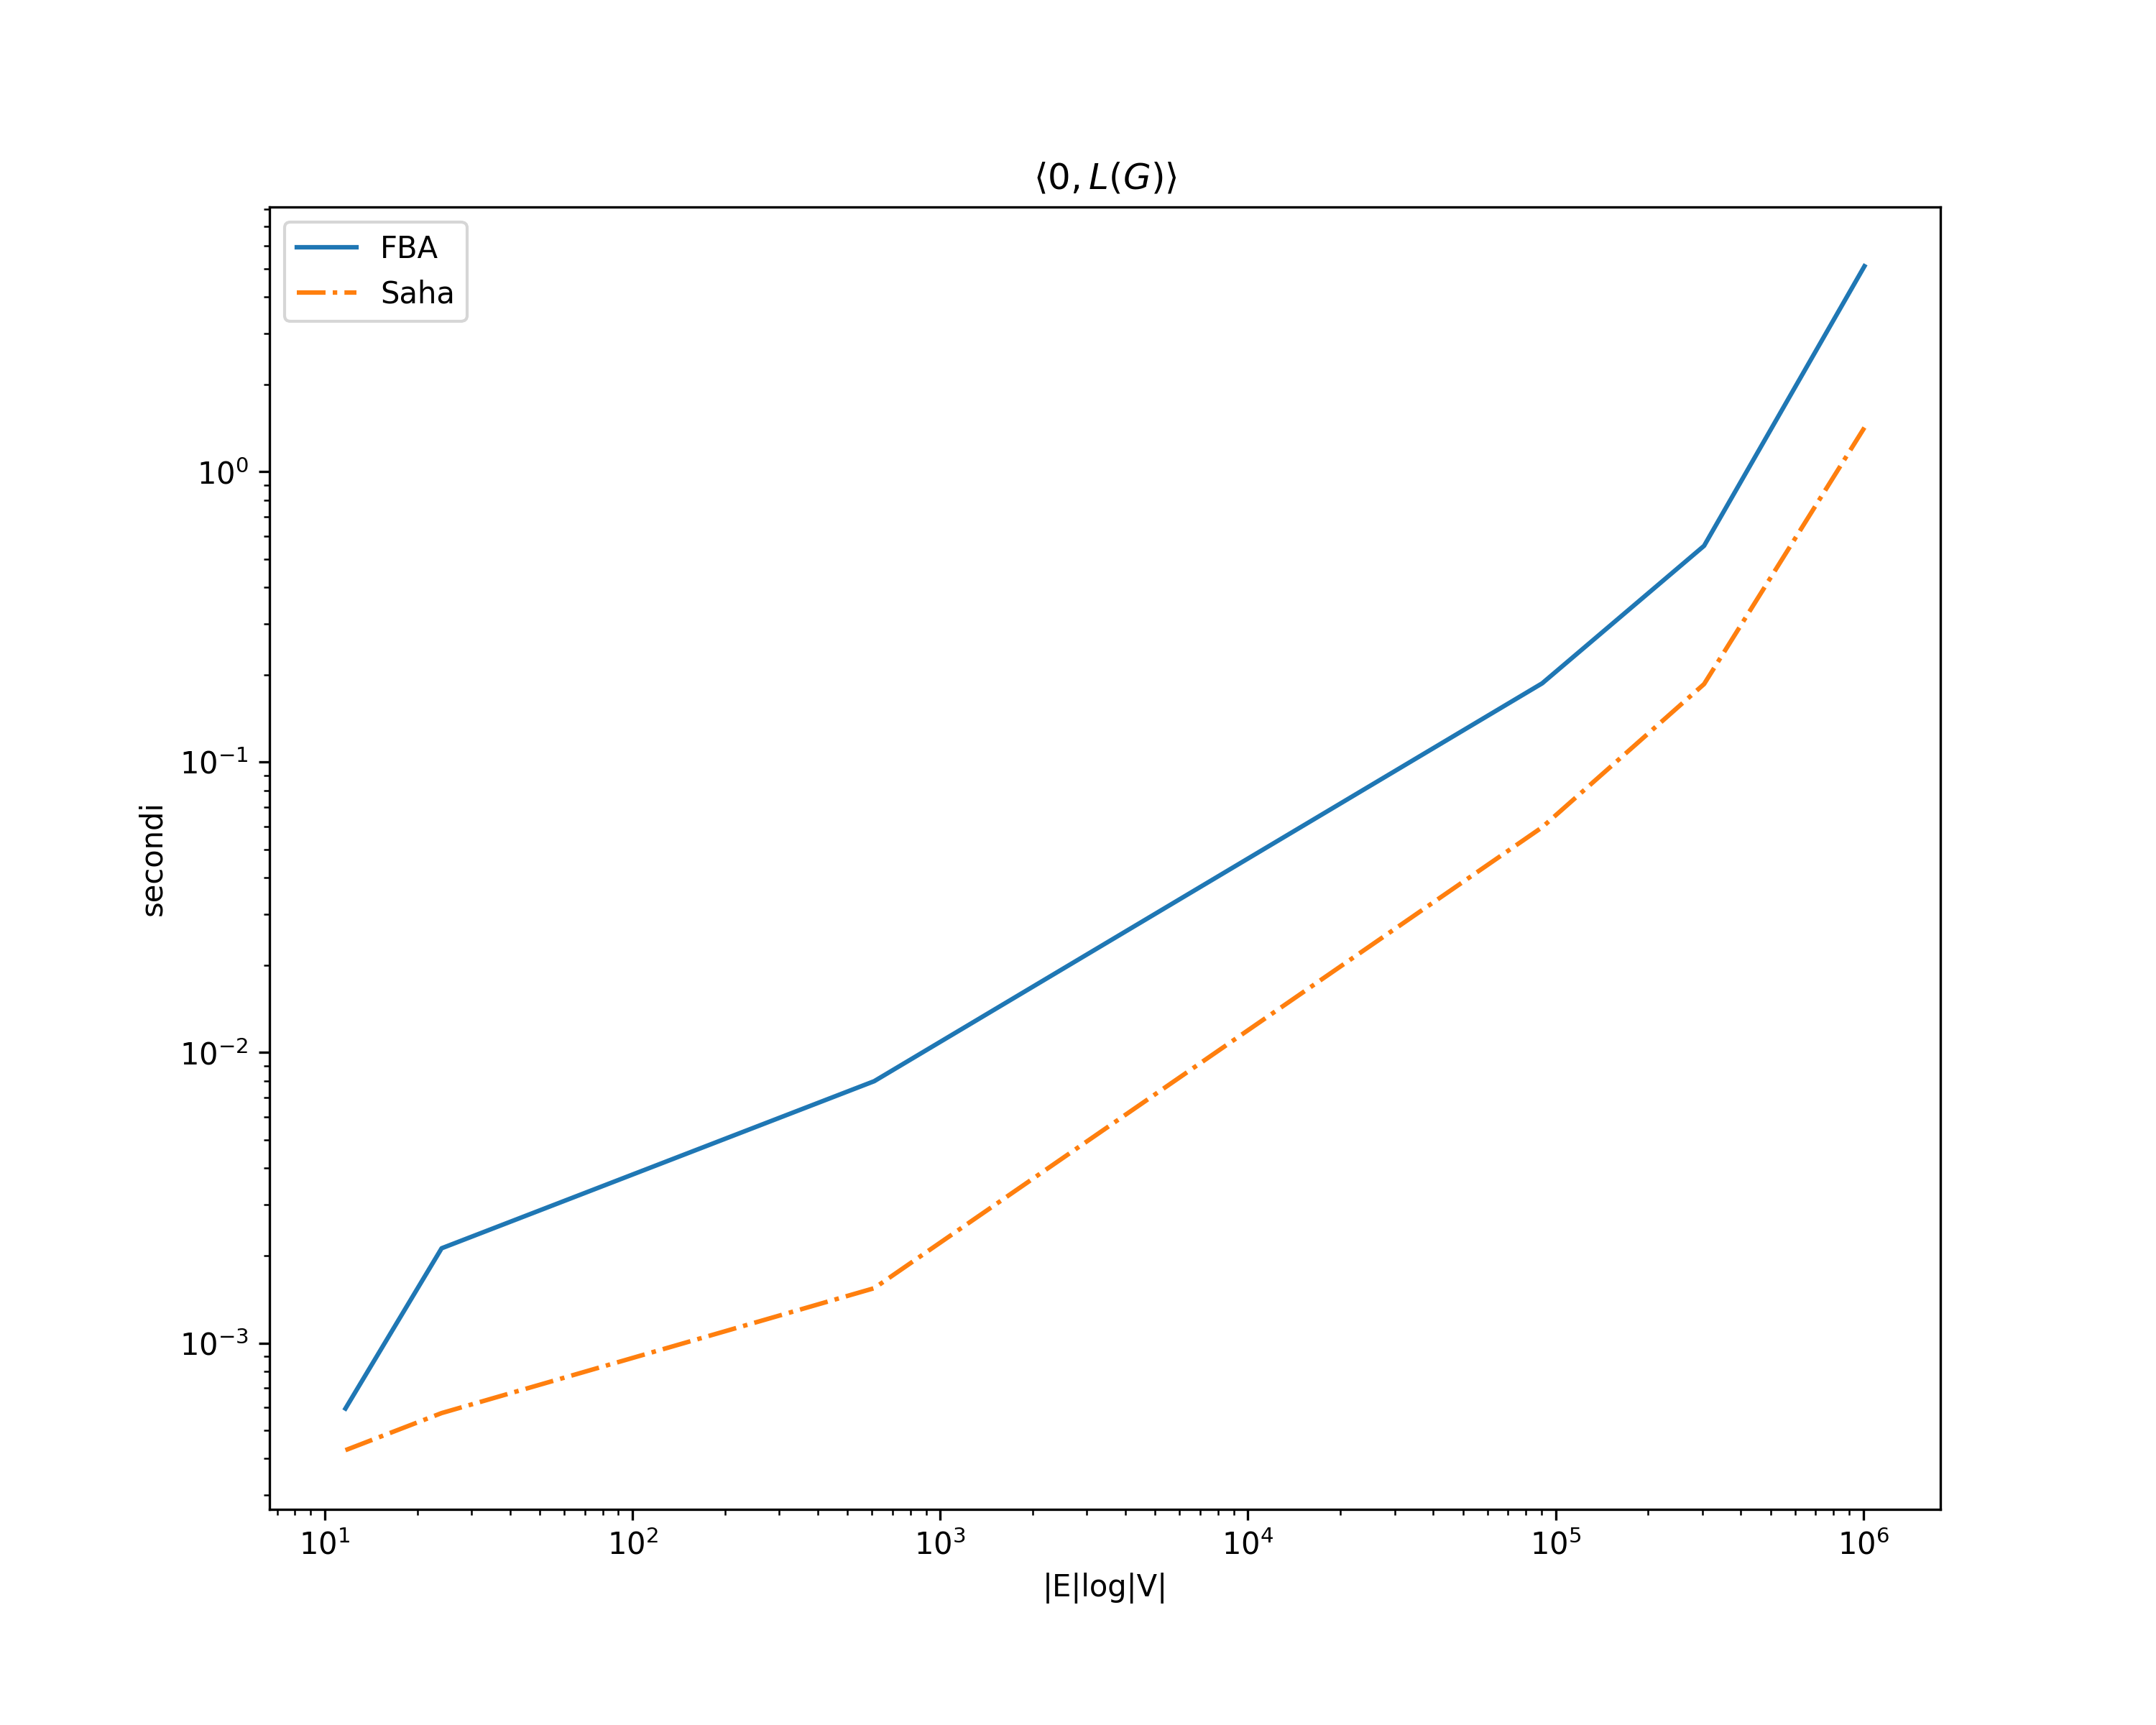 ⟨0, L(G)⟩
FBA
Saha
10⁰
10⁻¹
10⁻²
10⁻³
secondi
10¹ 10² 10³ 10⁴ 10⁵ 10⁶
|E|log|V|